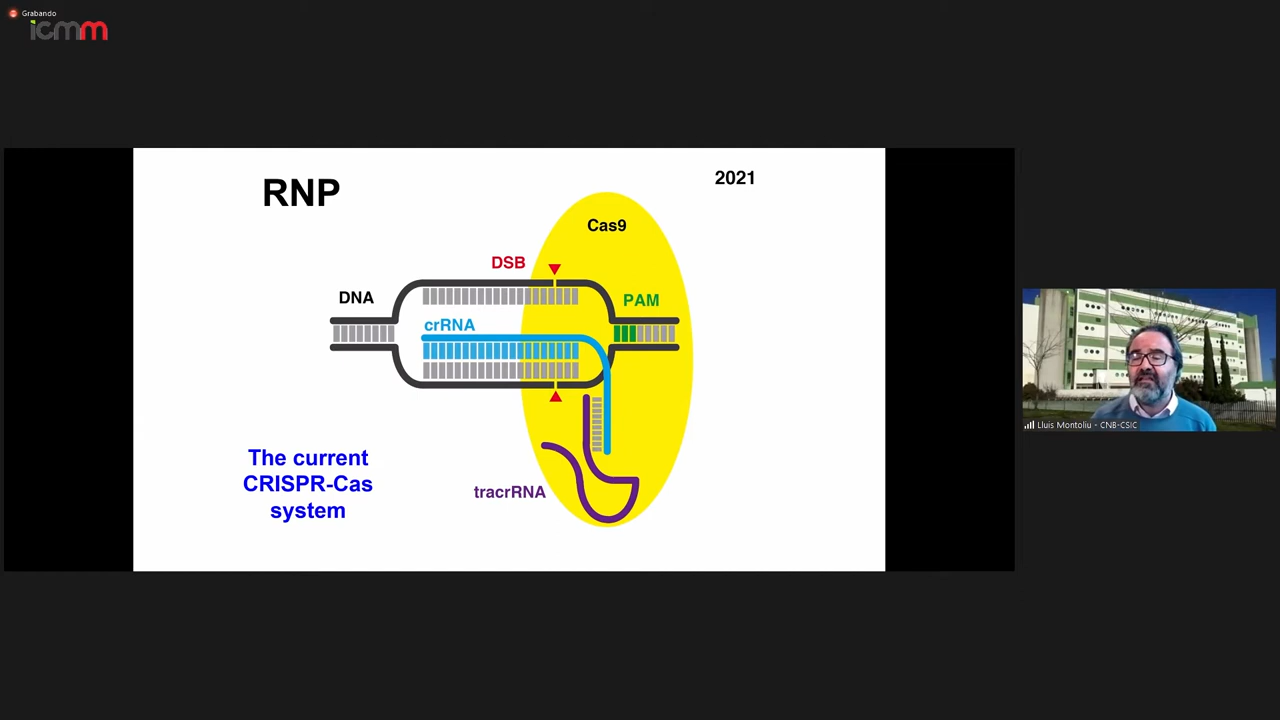 Grabando
icmm
RNP
2021
Cas9
DSB
DNA
PAM
crRNA
The current
CRISPR-Cas
system
tracrRNA
Lluis Montoliu - CNB-CSIC